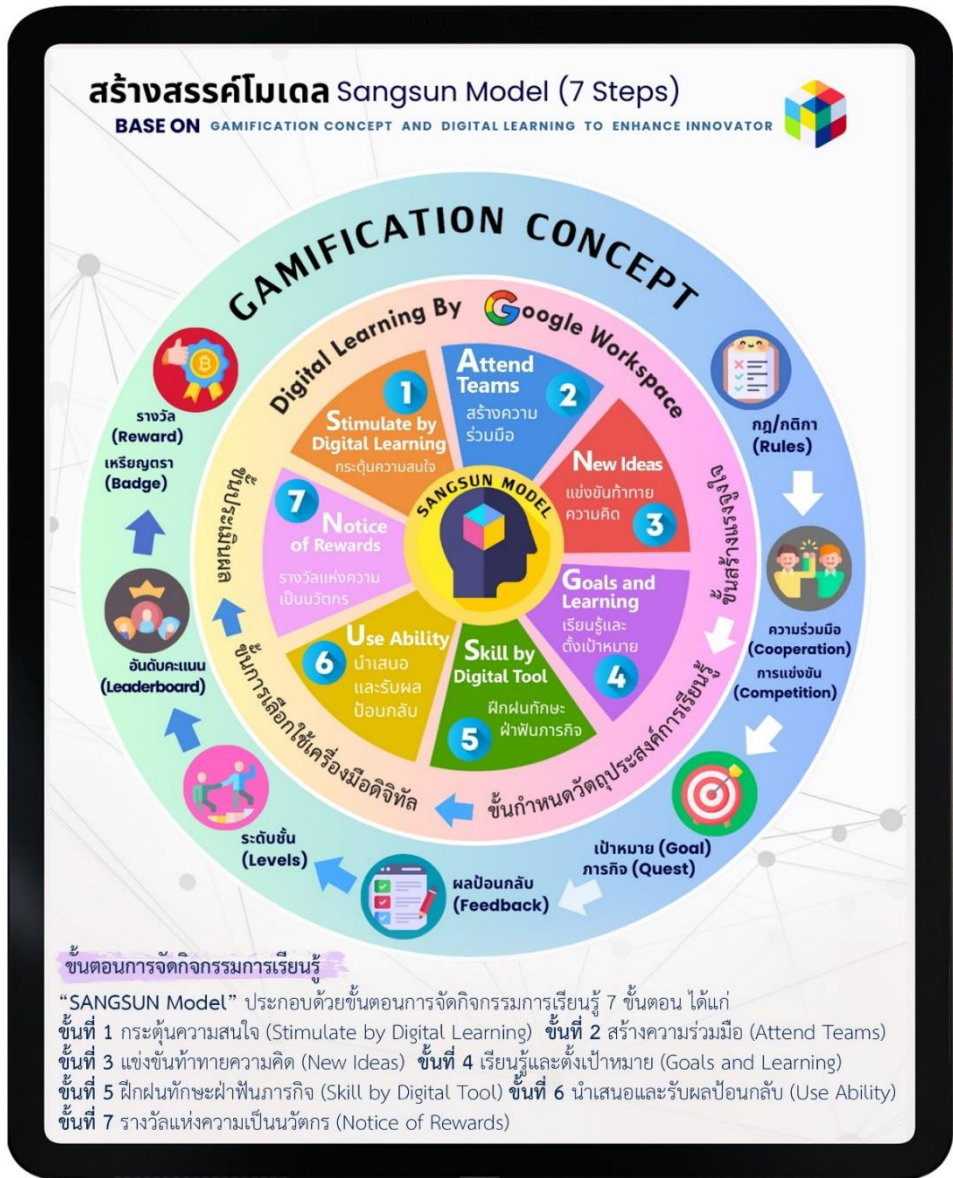 สร้างสรรค์โมเดล Sangsun Model (7 Steps)
BASE ON GAMIFICATION CONCEPT AND DIGITAL LEARNING TO ENHANCE INNOVATOR
GAMIFICATION CONCEPT
Digital Learning By Google Workspace
SANGSUN MODEL
1
Stimulate by
Digital Learning
กระตุ้นความสนใจ
Attend
Teams
2
สร้างความ
ร่วมมือ
New Ideas
แข่งขันท้าทาย
ความคิด
3
Goals and
Learning
เรียนรู้และ
ตั้งเป้าหมาย
4
Skill by
Digital Tool
ฝึกฝนทักษะ
ฝ่าฟันภารกิจ
5
Use Ability
6
นำเสนอ
และรับผล
ป้อนกลับ
7
Notice
of Rewards
รางวัลแห่งความ
เป็นนวัตกร
ขั้นสร้างแรงจูงใจ
ขั้นกำหนดวัตถุประสงค์การเรียนรู้
ขั้นการเลือกใช้เครื่องมือดิจิทัล
ขั้นประเมินผล
กฎ/กติกา
(Rules)
ความร่วมมือ
(Cooperation)
การแข่งขัน
(Competition)
เป้าหมาย (Goal)
ภารกิจ (Quest)
ผลป้อนกลับ
(Feedback)
ระดับชั้น
(Levels)
อันดับคะแนน
(Leaderboard)
รางวัล
(Reward)
เหรียญตรา
(Badge)
ขั้นตอนการจัดกิจกรรมการเรียนรู้
“SANGSUN Model” ประกอบด้วยขั้นตอนการจัดกิจกรรมการเรียนรู้ 7 ขั้นตอน ได้แก่
ขั้นที่ 1 กระตุ้นความสนใจ (Stimulate by Digital Learning) ขั้นที่ 2 สร้างความร่วมมือ (Attend Teams)
ขั้นที่ 3 แข่งขันท้าทายความคิด (New Ideas) ขั้นที่ 4 เรียนรู้และตั้งเป้าหมาย (Goals and Learning)
ขั้นที่ 5 ฝึกฝนทักษะฝ่าฟันภารกิจ (Skill by Digital Tool) ขั้นที่ 6 นำเสนอและรับผลป้อนกลับ (Use Ability)
ขั้นที่ 7 รางวัลแห่งความเป็นนวัตกร (Notice of Rewards)